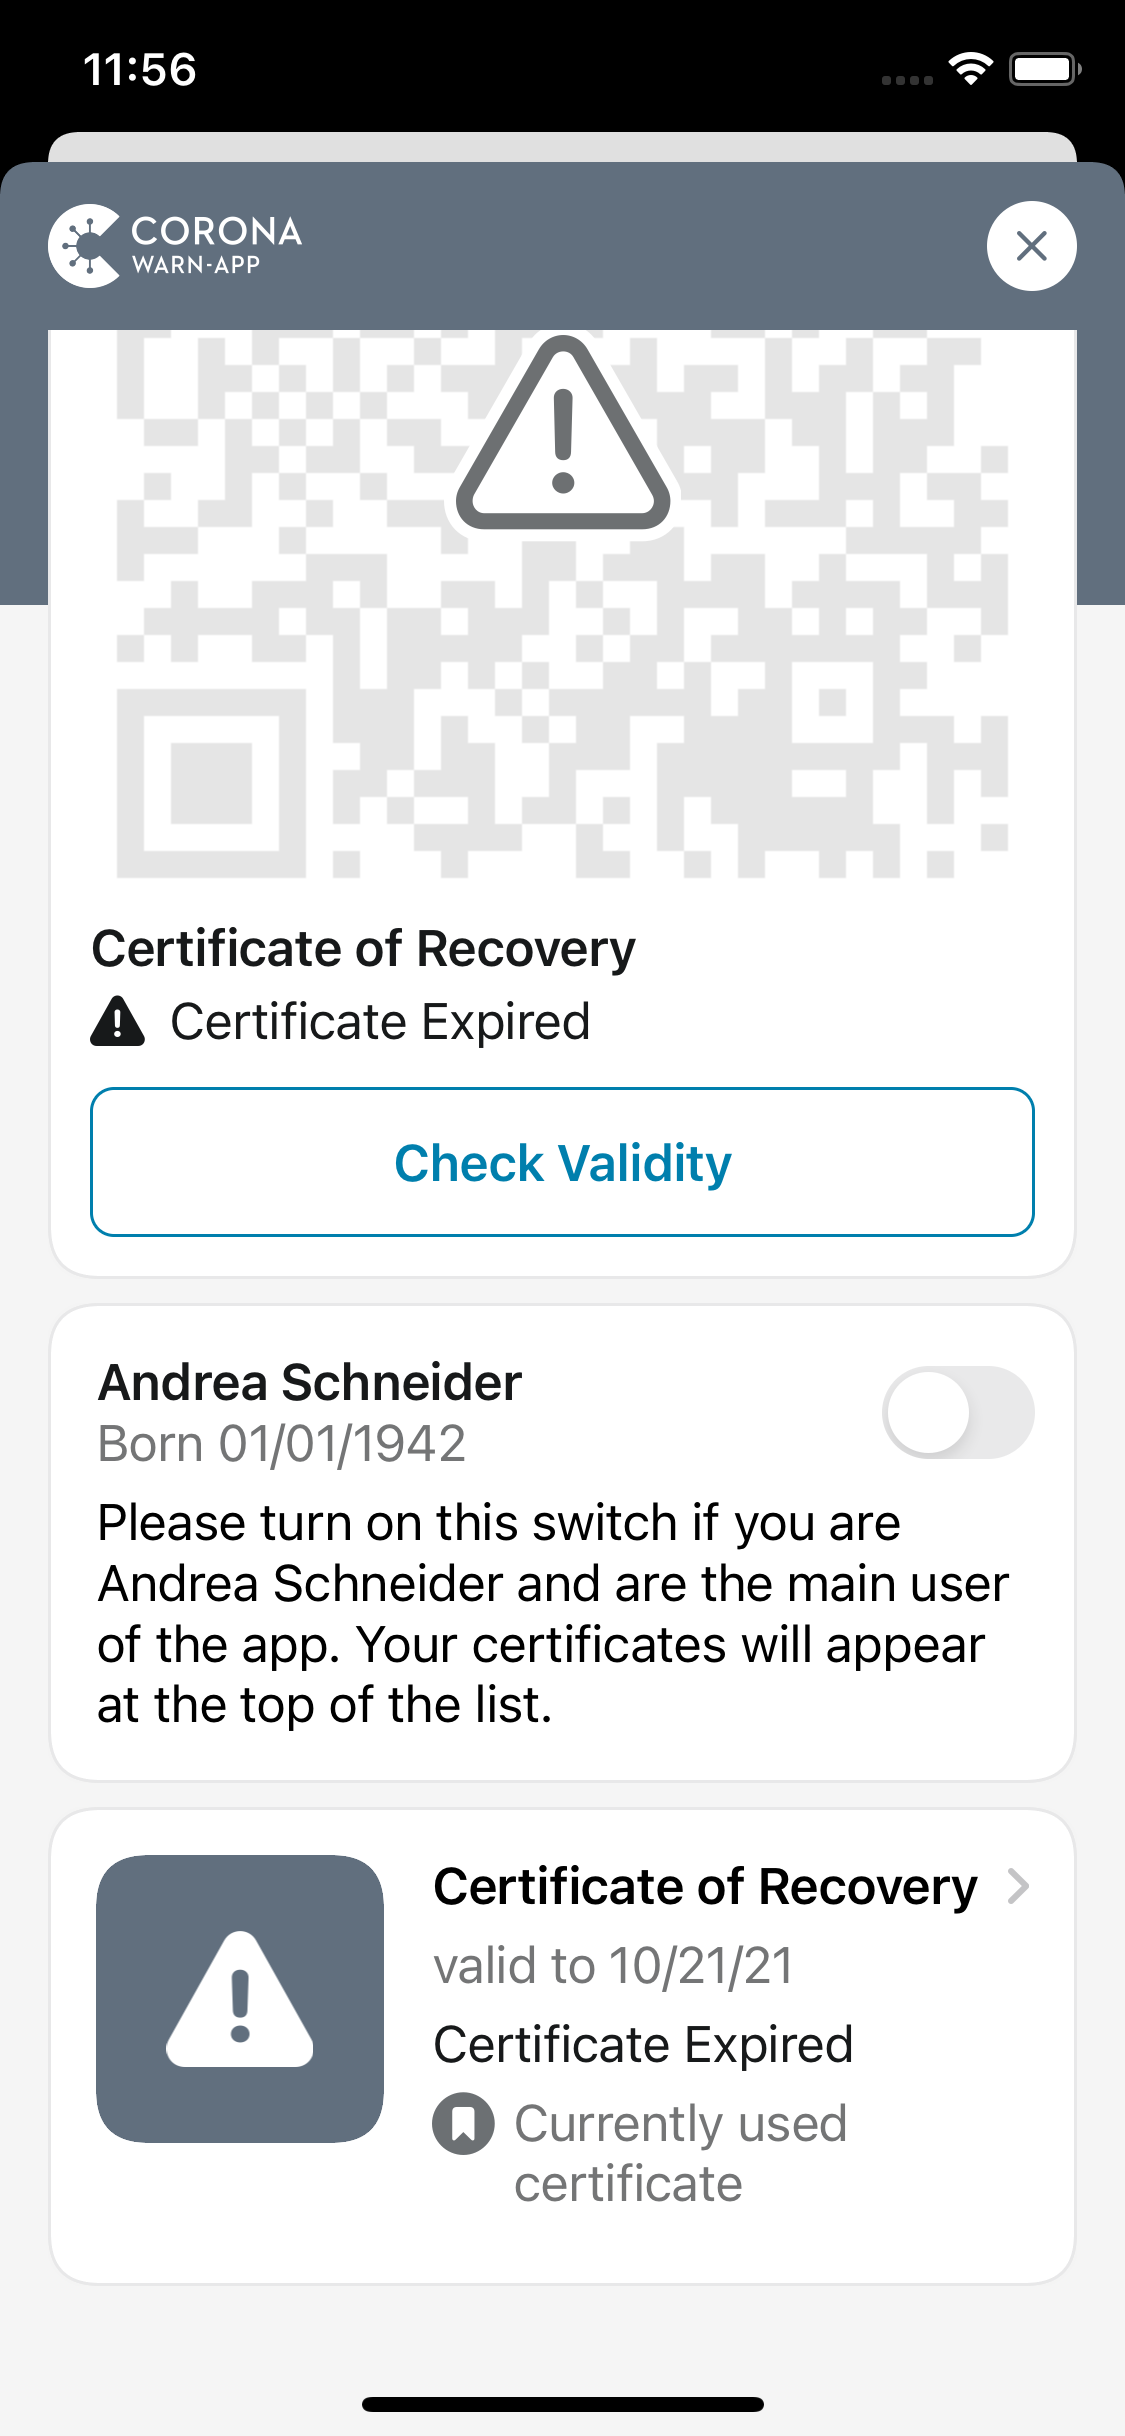 11:56
CORONA
WARN-APP
Certificate of Recovery
Certificate Expired
Check Validity
Andrea Schneider
Born 01/01/1942
Please turn on this switch if you are
Andrea Schneider and are the main user
of the app. Your certificates will appear
at the top of the list.
Certificate of Recovery
valid to 10/21/21
Certificate Expired
Currently used
certificate